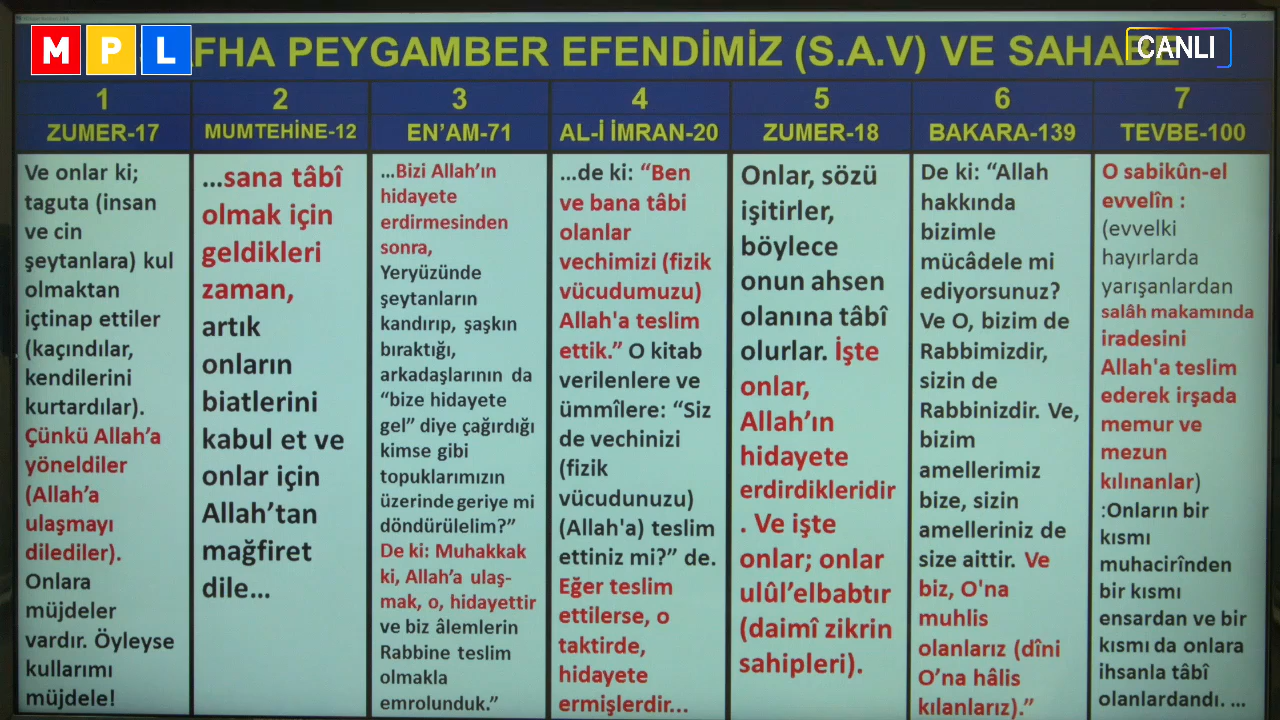 M P L
AFHA PEYGAMBER EFENDİMİZ (S.A.V) VE SAHABE
CANLI
1
ZUMER-17
Ve onlar ki;
taguta (insan
ve cin
şeytanlara) kul
olmaktan
içtinap ettiler
(kaçındılar,
kendilerini
kurtardılar).
Çünkü Allah’a
yöneldiler
(Allah’a
ulaşmayı
dilediler).
Onlara
müjdeler
vardır. Öyleyse
kullarımı
müjdele!
2
MUMTEHİNE-12
...sana tâbî
olmak için
geldikleri
zaman,
artık
onların
biatlerini
kabul et ve
onlar için
Allah’tan
mağfiret
dile...
3
EN’AM-71
...Bizi Allah’ın
hidayete
erdirmesinden
sonra,
Yeryüzünde
şeytanların
kandırıp, şaşkın
bıraktığı,
arkadaşlarının da
“bize hidayete
gel” diye çağırdığı
kimse gibi
topuklarımızın
üzerinde geriye mi
döndürülelim?”
De ki: Muhakkak
ki, Allah’a ulaş-
mak, o, hidayettir
ve biz âlemlerin
Rabbine teslim
olmakla
emrolunduk.”
4
AL-İ İMRAN-20
...de ki: “Ben
ve bana tâbi
olanlar
vechimizi (fizik
vücudumuzu)
Allah'a teslim
ettik.” O kitab
verilenlere ve
ümmîlere: “Siz
de vechinizi
(fizik
vücudunuzu)
(Allah'a) teslim
ettiniz mi?” de.
Eğer teslim
ettilerse, o
taktirde,
hidayete
ermişlerdir...
5
ZUMER-18
Onlar, sözü
işitirler,
böylece
onun ahsen
olanına tâbî
olurlar. İşte
onlar,
Allah’ın
hidayete
erdirdikleridir
. Ve işte
onlar; onlar
ulûl’elbabtır
(daimî zikrin
sahipleri).
6
BAKARA-139
De ki: “Allah
hakkında
bizimle
mücâdele mi
ediyorsunuz?
Ve O, bizim de
Rabbimizdir,
sizin de
Rabbinizdir. Ve,
bizim
amellerimiz
bize, sizin
amelleriniz de
size aittir. Ve
biz, O'na
muhlis
olanlarız (dîni
O’na hâlis
kılanlarız).”
7
TEVBE-100
O sabikûn-el
evvelîn :
(evvelki
hayırlarda
yarışanlardan
salâh makamında
iradesini
Allah'a teslim
ederek irşada
memur ve
mezun
kılınanlar)
:Onların bir
kısmı
muhacirînden
bir kısmı
ensardan ve bir
kısmı da onlara
ihsanla tâbî
olanlardandı. ...